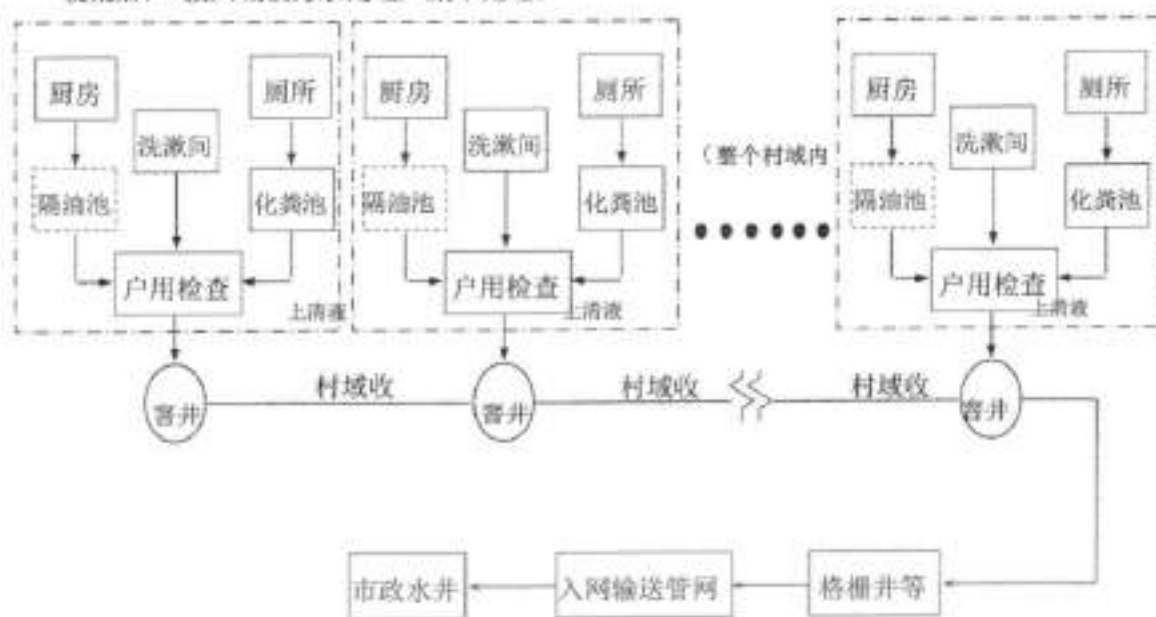 厨房 厕所 厨房 厕所 厨房 厕所
洗漱间 洗漱间 洗漱间
(整个村域内
隔油池 化粪池 隔油池 化粪池 隔油池 化粪池
户用检查 户用检查 户用检查
上清液 上清液 上清液
村域收 村域收 村域收
窨井 窨井 窨井
市政水井 入网输送管网 格栅井等